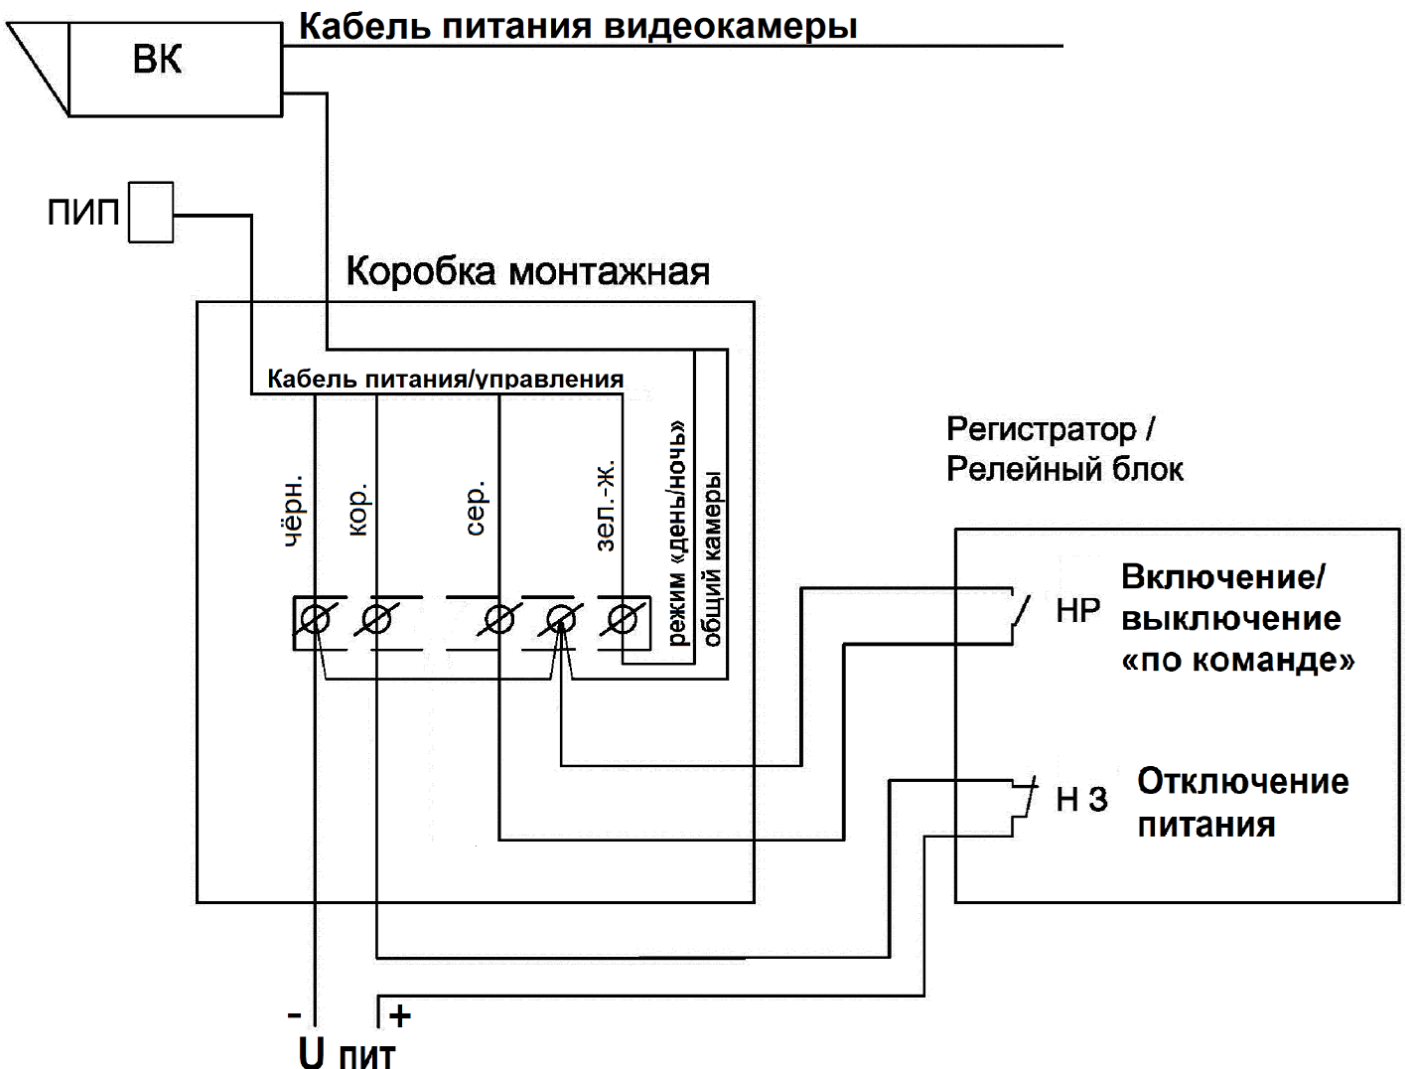 Кабель питания видеокамеры
ВК
ПИП
Коробка монтажная
Кабель питания/управления
чёрн.
кор.
сер.
зел.-ж.
режим «день/ночь»
общий камеры
Регистратор /
Релейный блок
НР
Включение/
выключение
«по команде»
Н З
Отключение
питания
- +
U пит